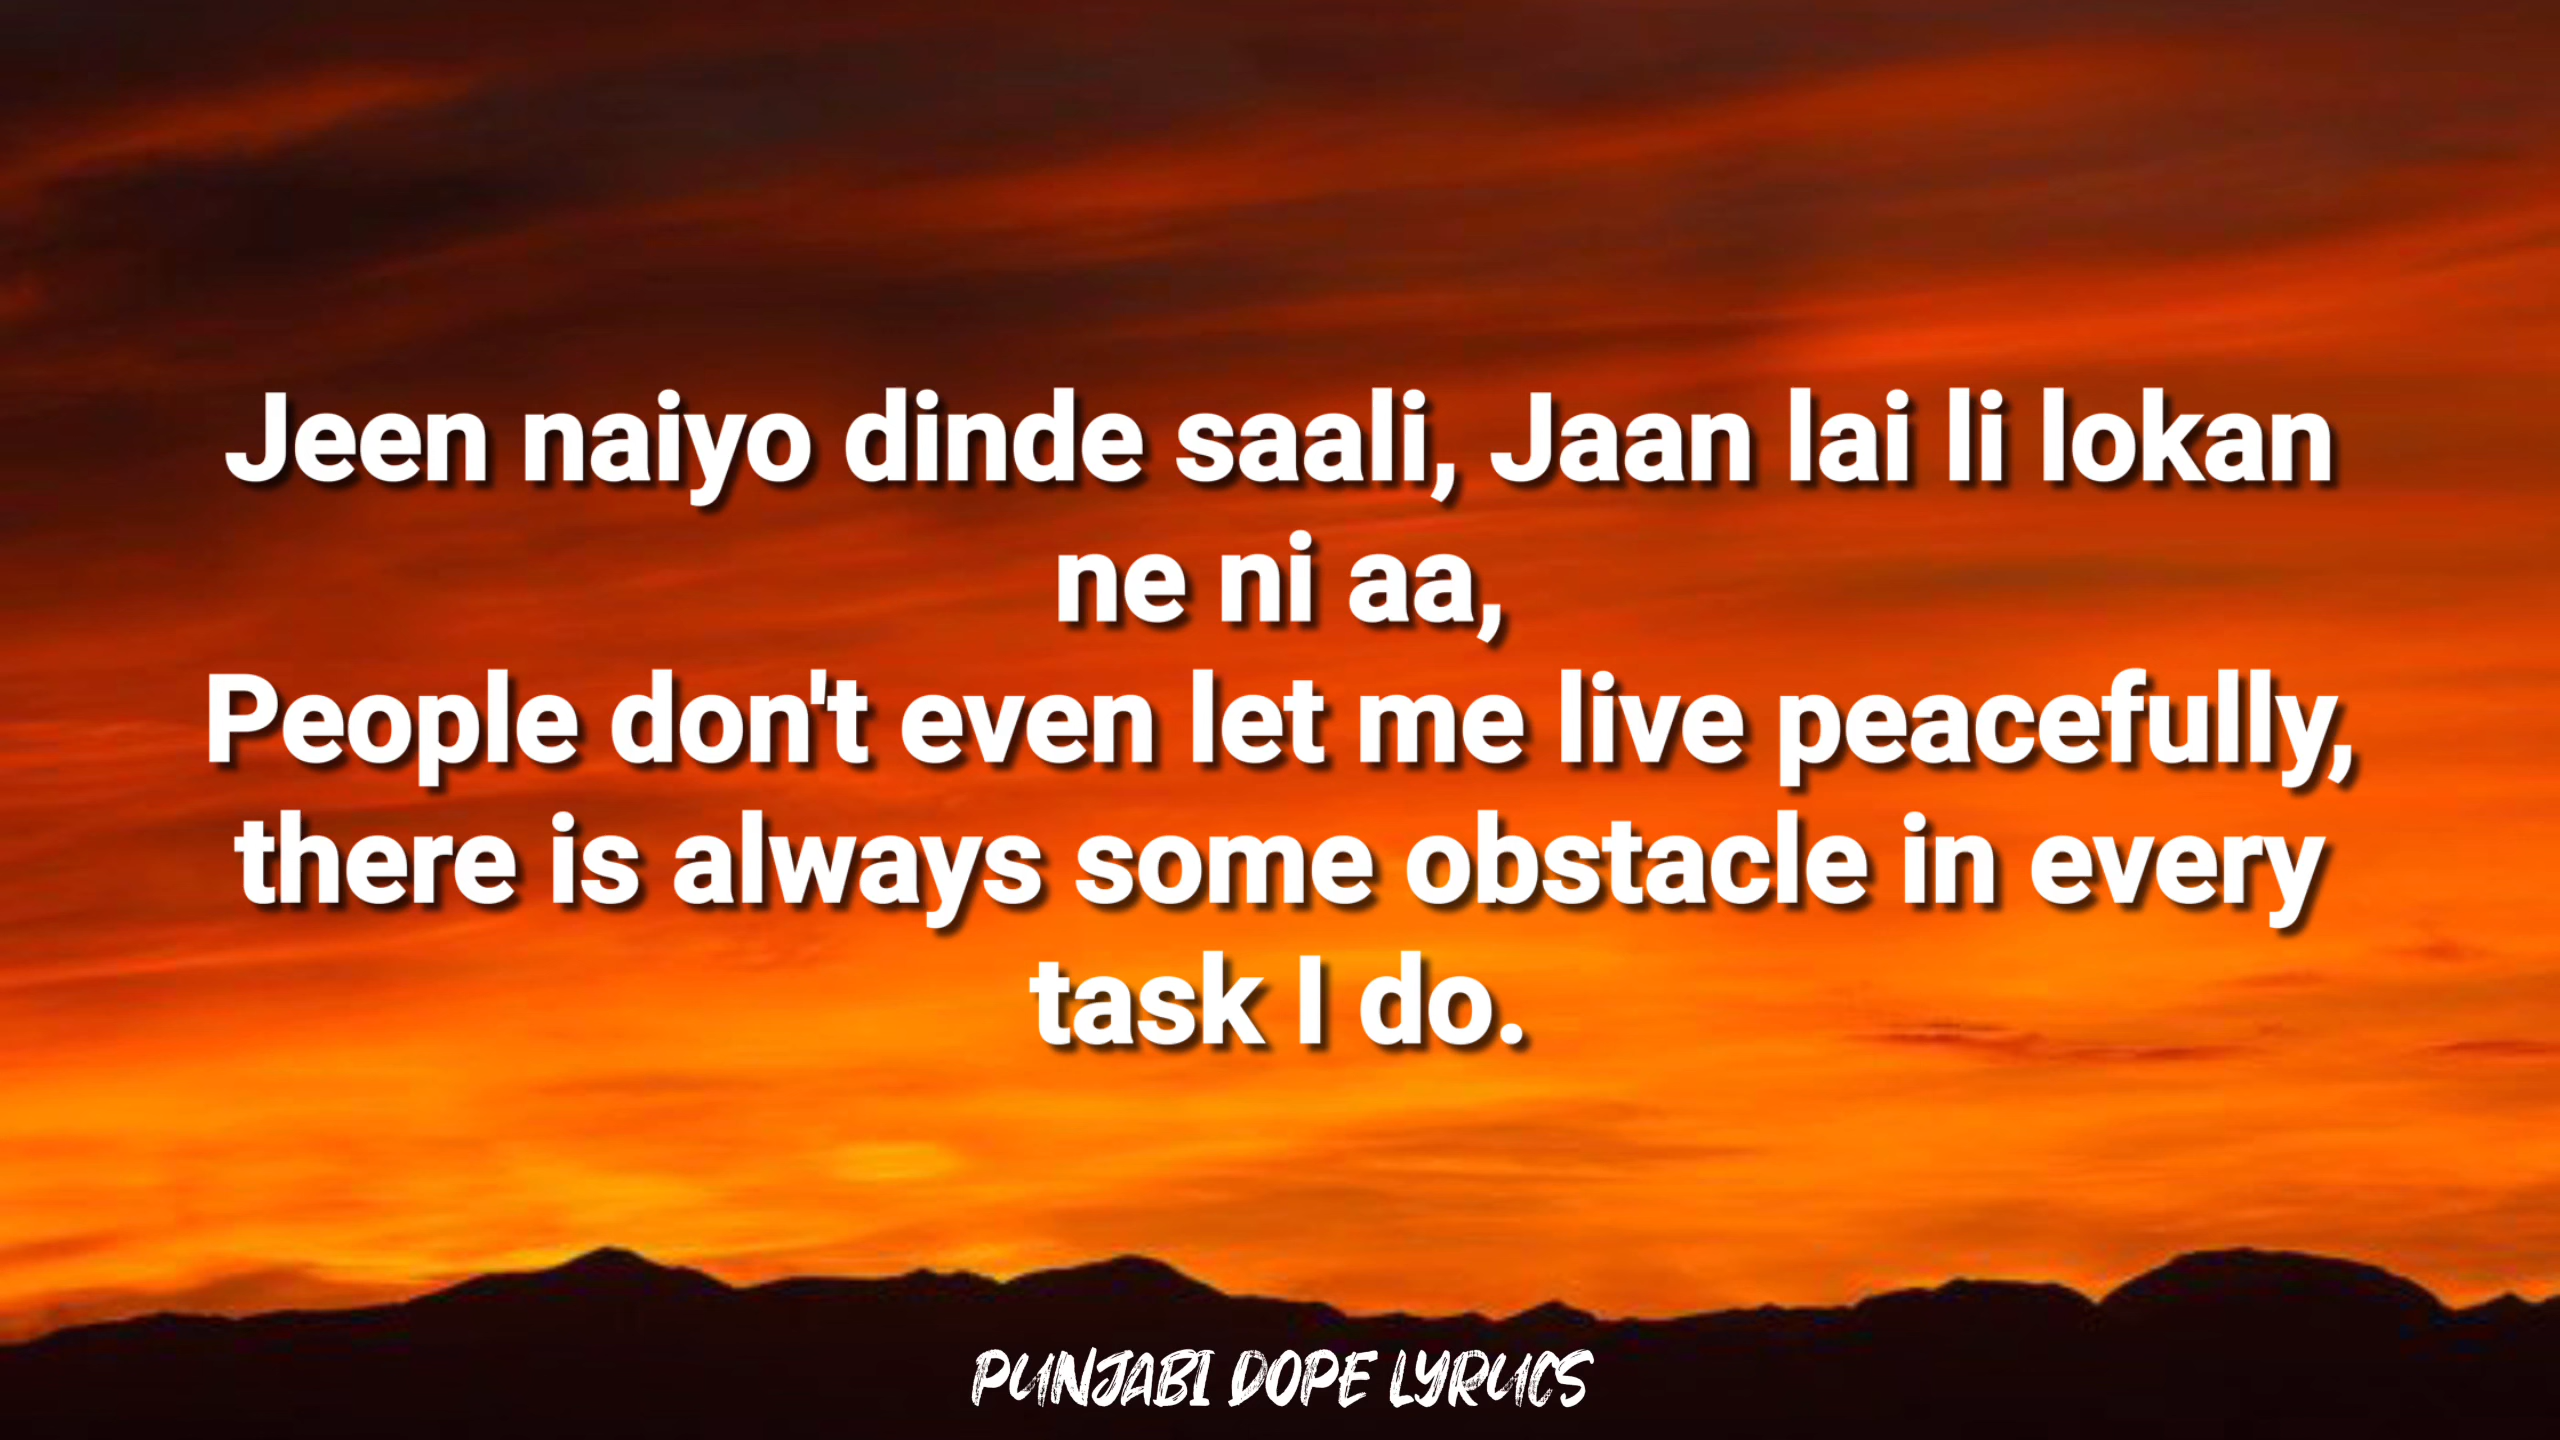 Jeen naiyo dinde saali, Jaan lai li lokan
ne ni aa,
People don't even let me live peacefully,
there is always some obstacle in every
task I do.
PUNJABI DOPE LYRUCS